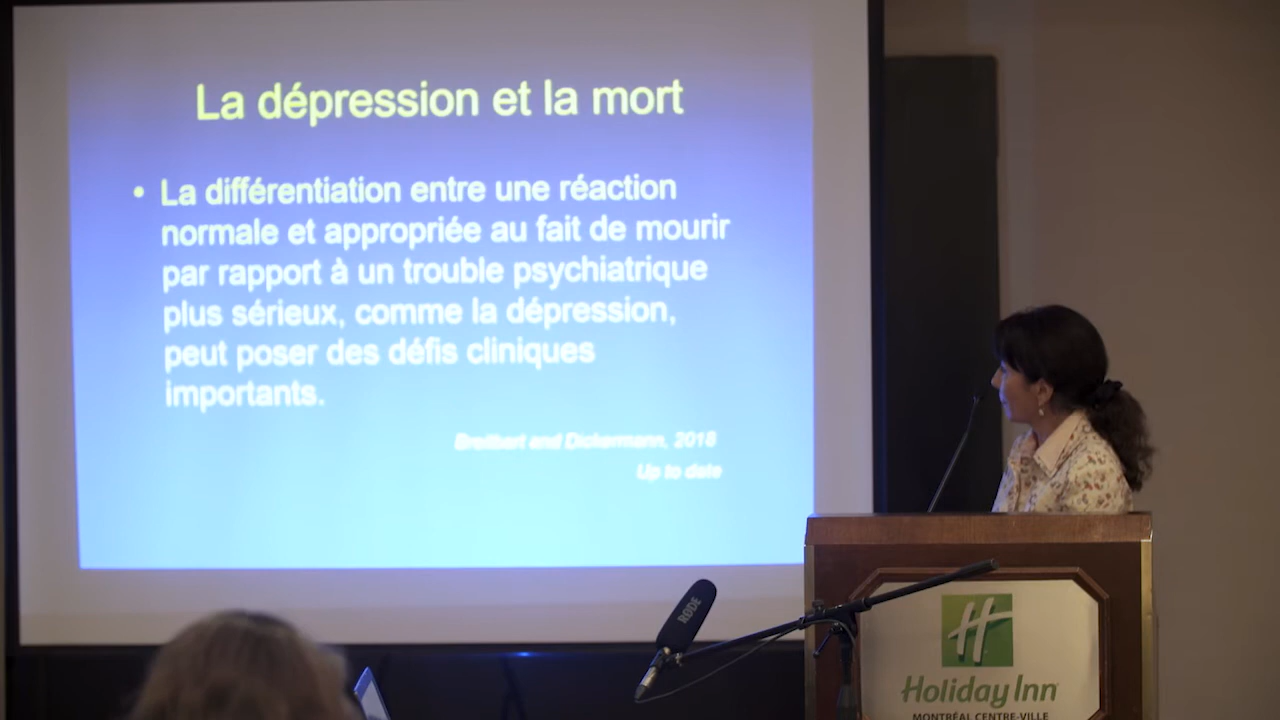 La dépression et la mort
• La différentiation entre une réaction
normale et appropriée au fait de mourir
par rapport à un trouble psychiatrique
plus sérieux, comme la dépression,
peut poser des défis cliniques
importants.
and Dickermann, 2018
Up to date
RØDE
H
Holiday Inn
MONTRÉAL CENTRE-VILLE